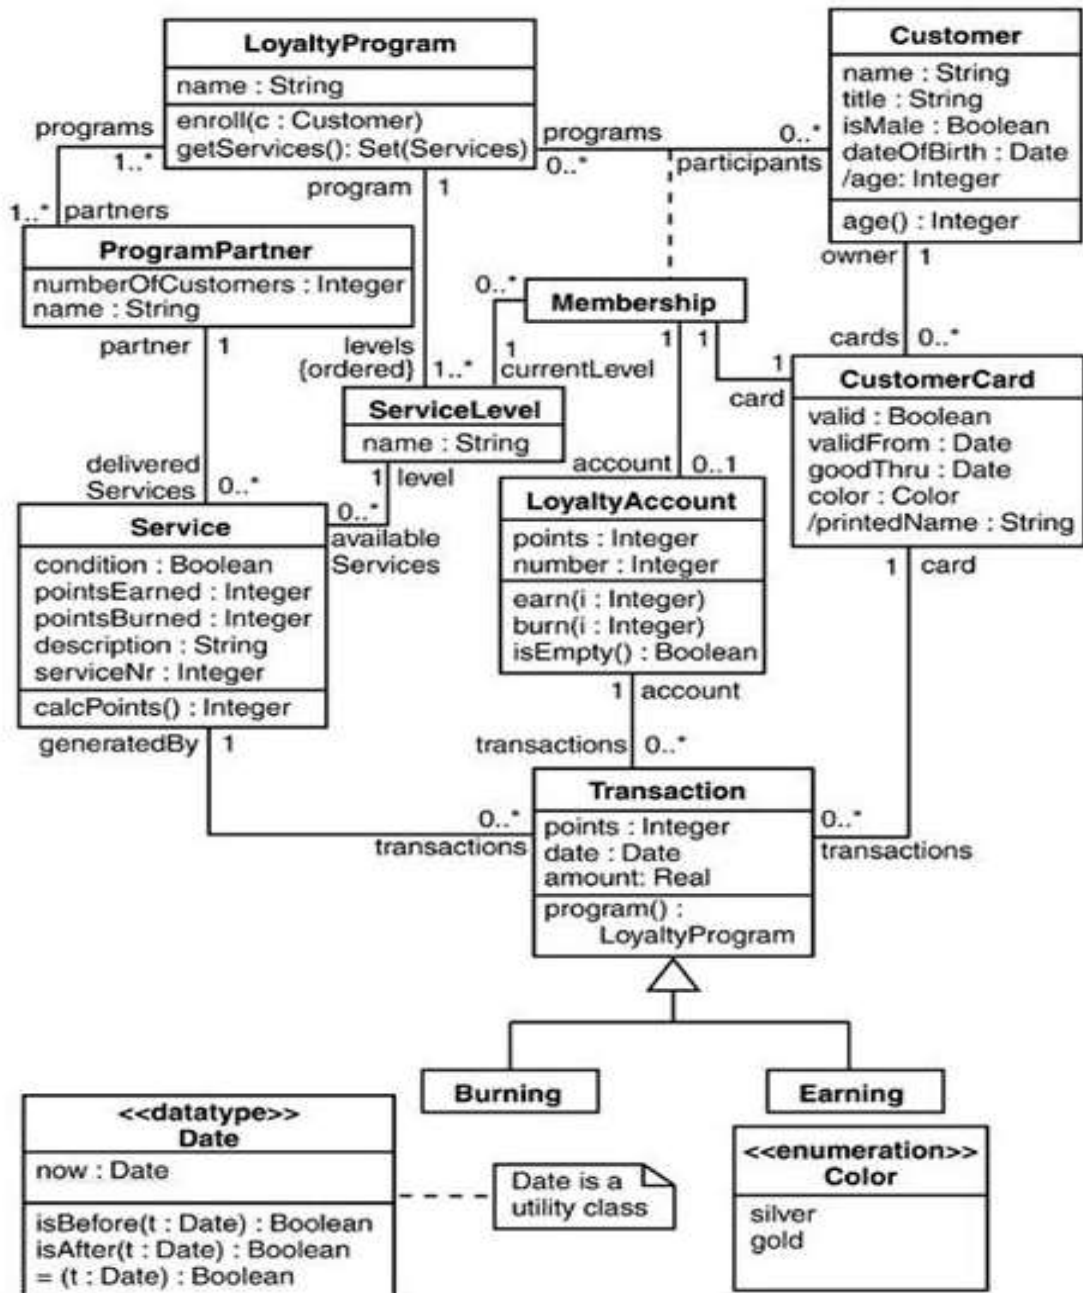 LoyaltyProgram
name : String
enroll(c : Customer)
getServices(): Set(Services)
Customer
name : String
title : String
isMale : Boolean
dateOfBirth : Date
/age: Integer
age() : Integer
programs
1..*
1..* partners
programs
0..*
0..*
participants
program 1
ProgramPartner
numberOfCustomers : Integer
name : String
owner 1
0..* Membership
partner 1
levels
{ordered} 1..*
1
currentLevel
1 1
1
card
cards 0..*
CustomerCard
valid : Boolean
validFrom : Date
goodThru : Date
color : Color
/printedName : String
ServiceLevel
name : String
delivered
Services 0..*
1 level
0..*
available
Services
account 0..1
LoyaltyAccount
points : Integer
number : Integer
earn(i : Integer)
burn(i : Integer)
isEmpty() : Boolean
1 card
Service
condition : Boolean
pointsEarned : Integer
pointsBurned : Integer
description : String
serviceNr : Integer
calcPoints() : Integer
generatedBy 1
1 account
transactions 0..*
0..*
transactions
Transaction
points : Integer
date : Date
amount: Real
program() :
LoyaltyProgram
0..*
transactions
Burning
Earning
<<datatype>>
Date
now : Date
isBefore(t : Date) : Boolean
isAfter(t : Date) : Boolean
= (t : Date) : Boolean
Date is a
utility class
<<enumeration>>
Color
silver
gold